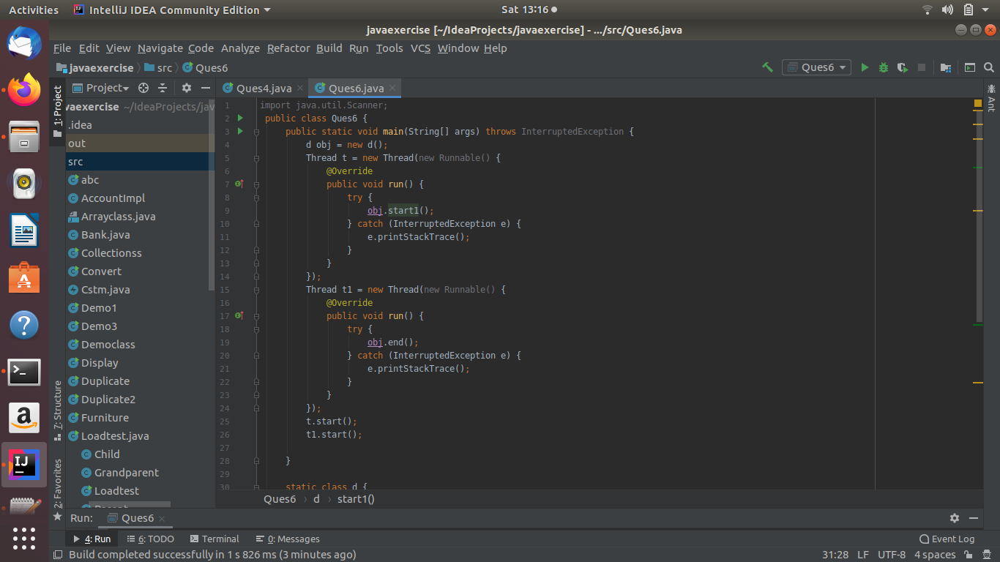 Activities IntelliJ IDEA Community Edition Sat 13:16
javaexercise [~/IdeaProjects/javaexercise] - .../src/Ques6.java
File Edit View Navigate Code Analyze Refactor Build Run Tools VCS Window Help
javaexercise src Ques6 Ques6
1: Project
7: Structure
2: Favorites
Project
vaexercise ~/IdeaProjects/jav
.idea
out
src
abc
AccountImpl
Arrayclass.java
Bank.java
Collectionss
Convert
Cstm.java
Demo1
Demo3
Democlass
Display
Duplicate
Duplicate2
Furniture
Loadtest.java
Child
Grandparent
Loadtest
Ques4.java Ques6.java
Ant
1 import java.util.Scanner;
2 public class Ques6 {
3 public static void main(String[] args) throws InterruptedException {
4 d obj = new d();
5 Thread t = new Thread(new Runnable() {
6 @Override
7 public void run() {
8 try {
9 obj.start1();
10 } catch (InterruptedException e) {
11 e.printStackTrace();
12 }
13 }
14 });
15 Thread t1 = new Thread(new Runnable() {
16 @Override
17 public void run() {
18 try {
19 obj.end();
20 } catch (InterruptedException e) {
21 e.printStackTrace();
22 }
23 }
24 });
25 t.start();
26 t1.start();
27
28 }
29
30 static class d {
Ques6 d start1()
Run: Ques6
4: Run 6: TODO Terminal 0: Messages Event Log
Build completed successfully in 1 s 826 ms (3 minutes ago) 31:28 LF UTF-8 4 spaces